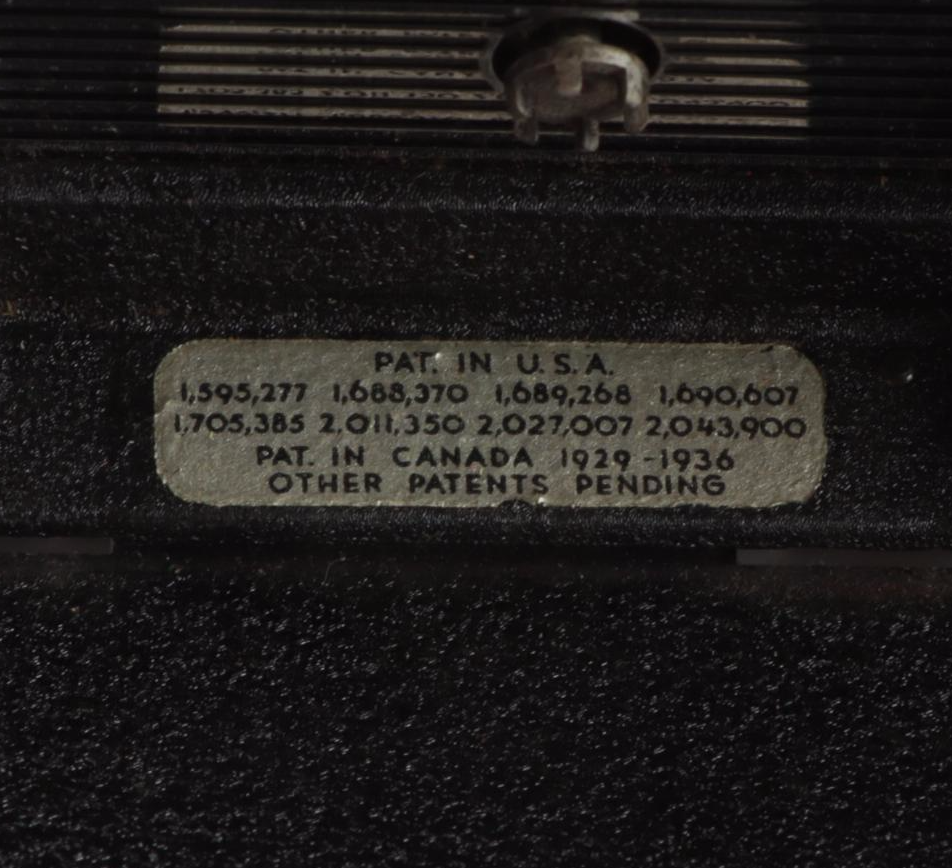 PAT. IN U.S.A.
1,595,277 1,688,370 1,689,268 1,690,607
1,705,385 2,011,350 2,027,007 2,043,900
PAT. IN CANADA 1929-1936
OTHER PATENTS PENDING